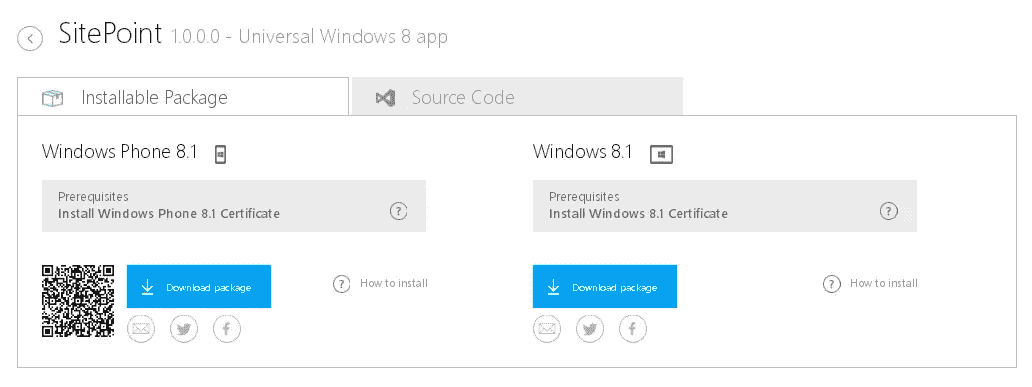 SitePoint 1.0.0.0 - Universal Windows 8 app
Installable Package
Source Code
Windows Phone 8.1
Prerequisites
Install Windows Phone 8.1 Certificate
?
Download package
? How to install
Windows 8.1
Prerequisites
Install Windows 8.1 Certificate
?
Download package
? How to install